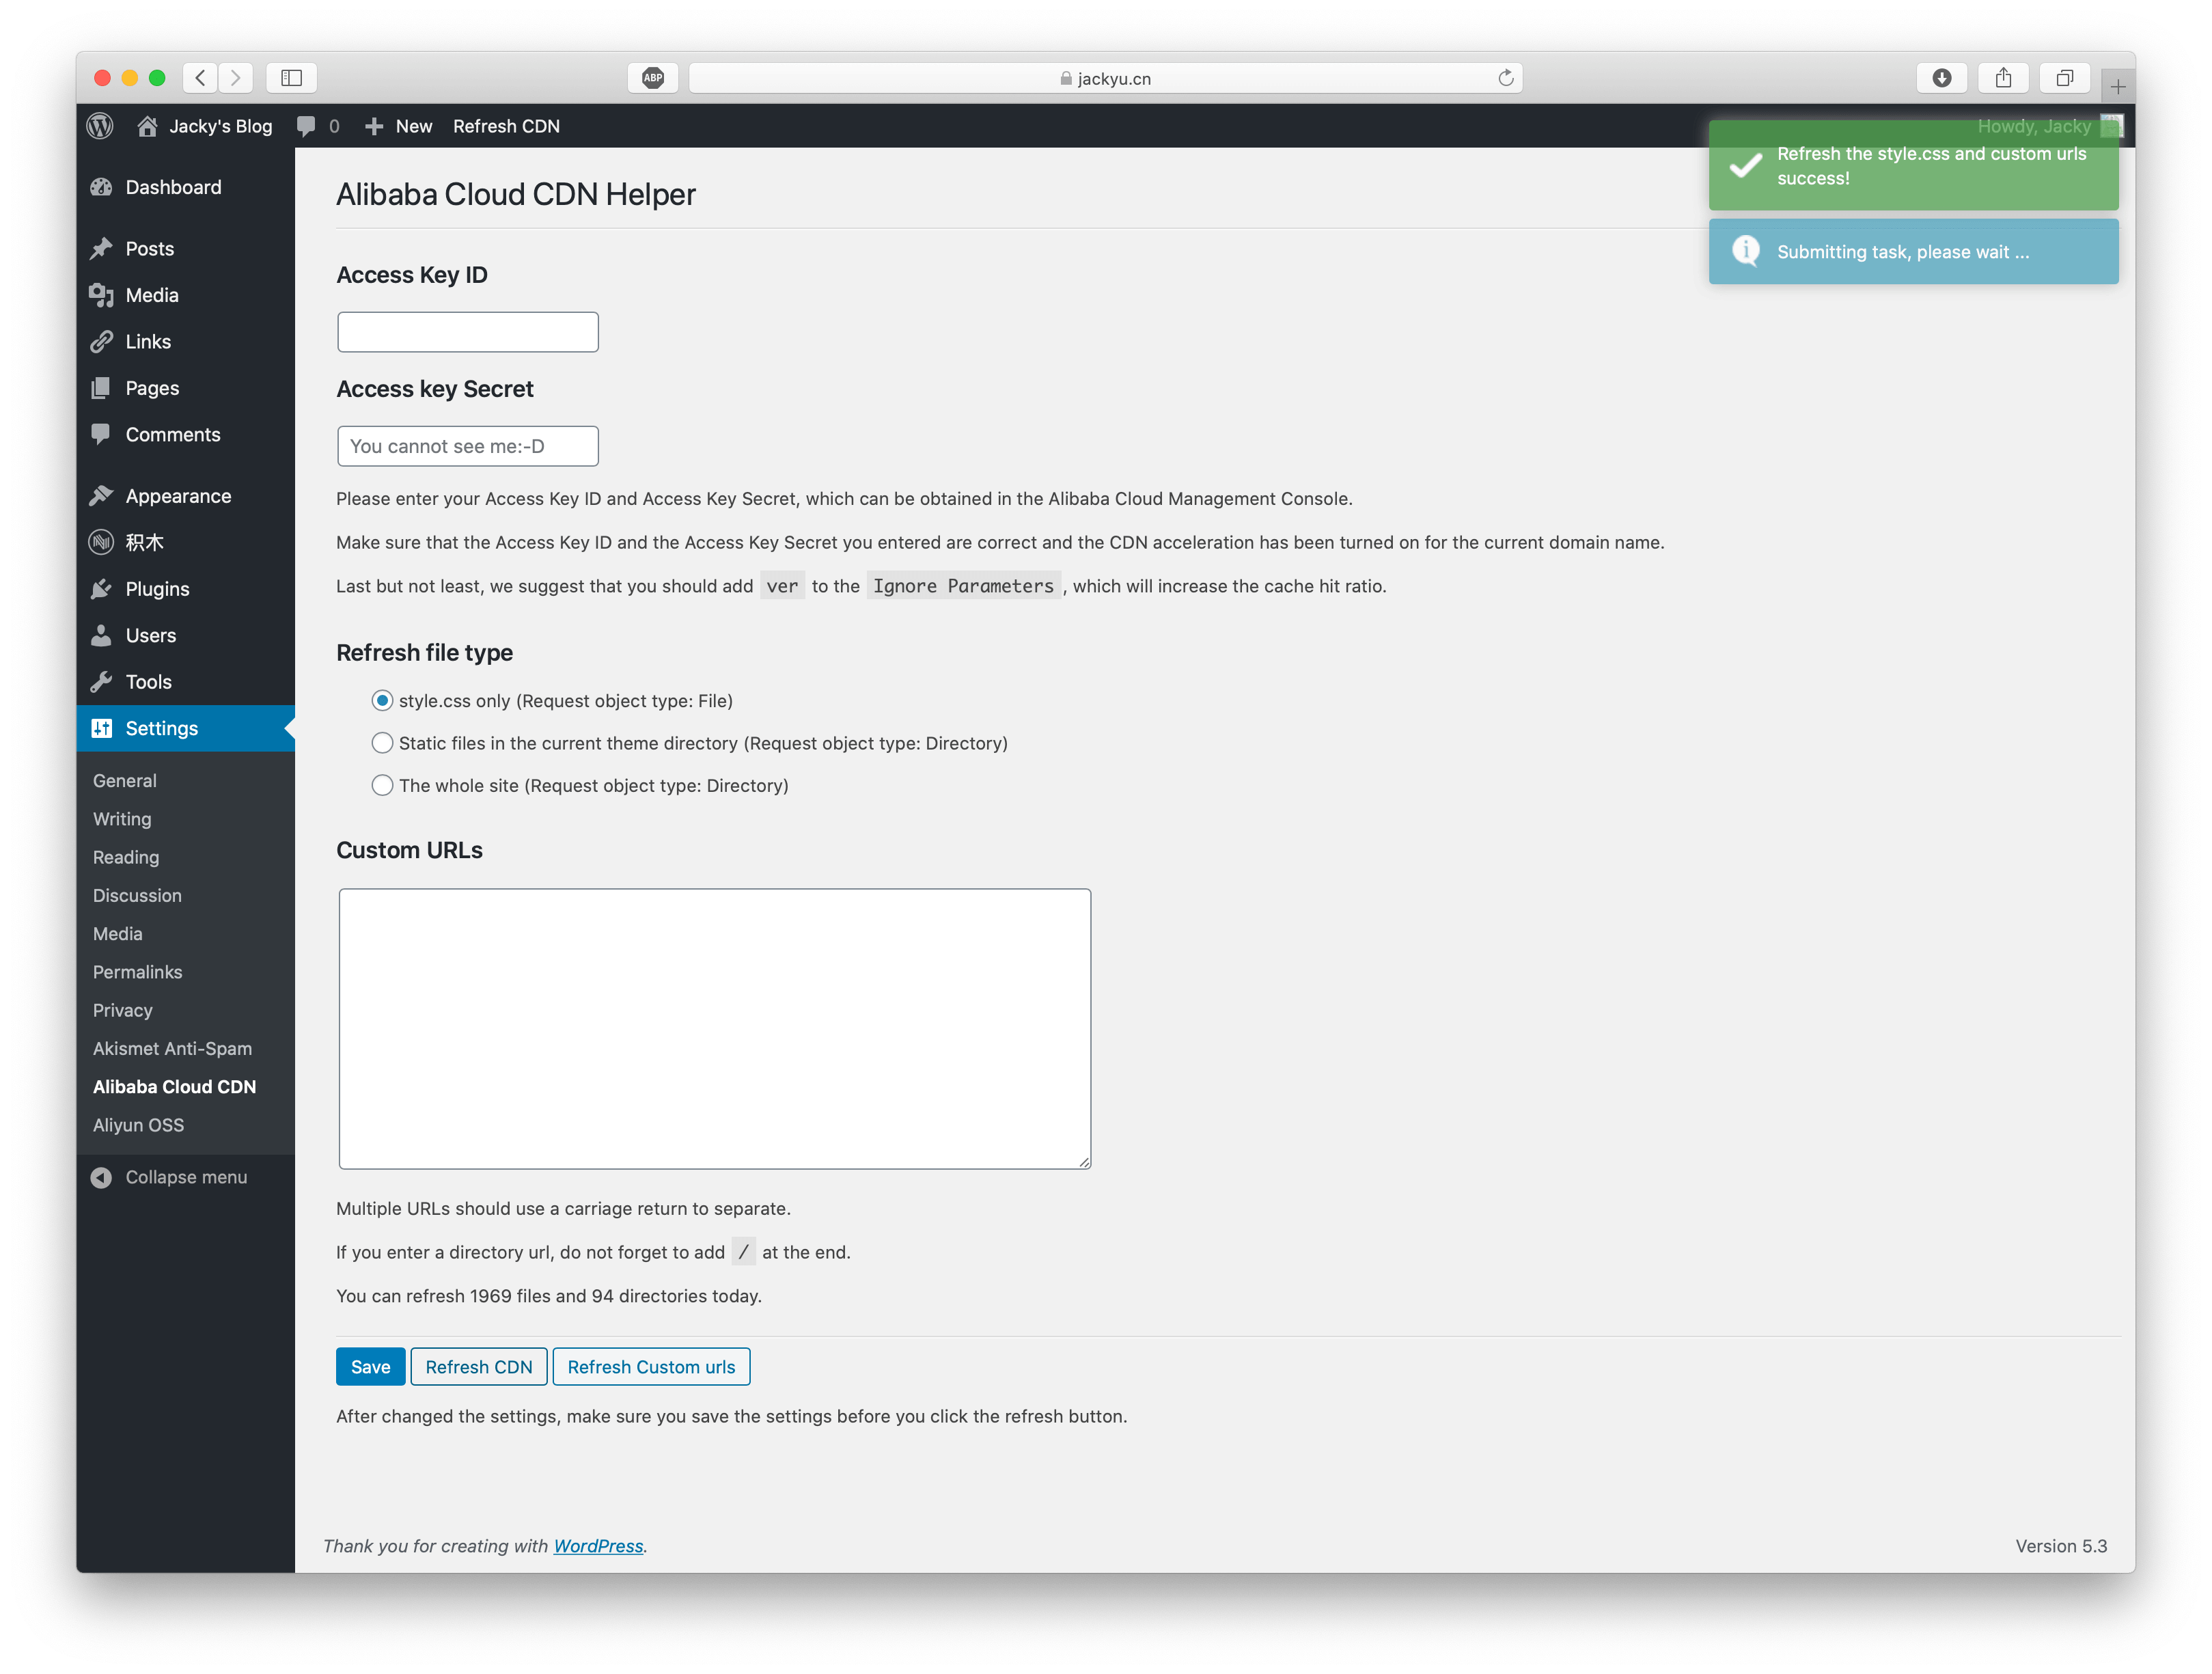 ABP
jackyu.cn
Jacky's Blog
0
New
Refresh CDN
Howdy, Jacky
Refresh the style.css and custom urls
success!
Submitting task, please wait ...
Dashboard
Posts
Media
Links
Pages
Comments
Appearance
积木
Plugins
Users
Tools
Settings
General
Writing
Reading
Discussion
Media
Permalinks
Privacy
Akismet Anti-Spam
Alibaba Cloud CDN
Aliyun OSS
Collapse menu
Alibaba Cloud CDN Helper
Access Key ID
Access key Secret
You cannot see me:-D
Please enter your Access Key ID and Access Key Secret, which can be obtained in the Alibaba Cloud Management Console.
Make sure that the Access Key ID and the Access Key Secret you entered are correct and the CDN acceleration has been turned on for the current domain name.
Last but not least, we suggest that you should add ver to the Ignore Parameters, which will increase the cache hit ratio.
Refresh file type
style.css only (Request object type: File)
Static files in the current theme directory (Request object type: Directory)
The whole site (Request object type: Directory)
Custom URLs
Multiple URLs should use a carriage return to separate.
If you enter a directory url, do not forget to add / at the end.
You can refresh 1969 files and 94 directories today.
Save
Refresh CDN
Refresh Custom urls
After changed the settings, make sure you save the settings before you click the refresh button.
Thank you for creating with WordPress.
Version 5.3